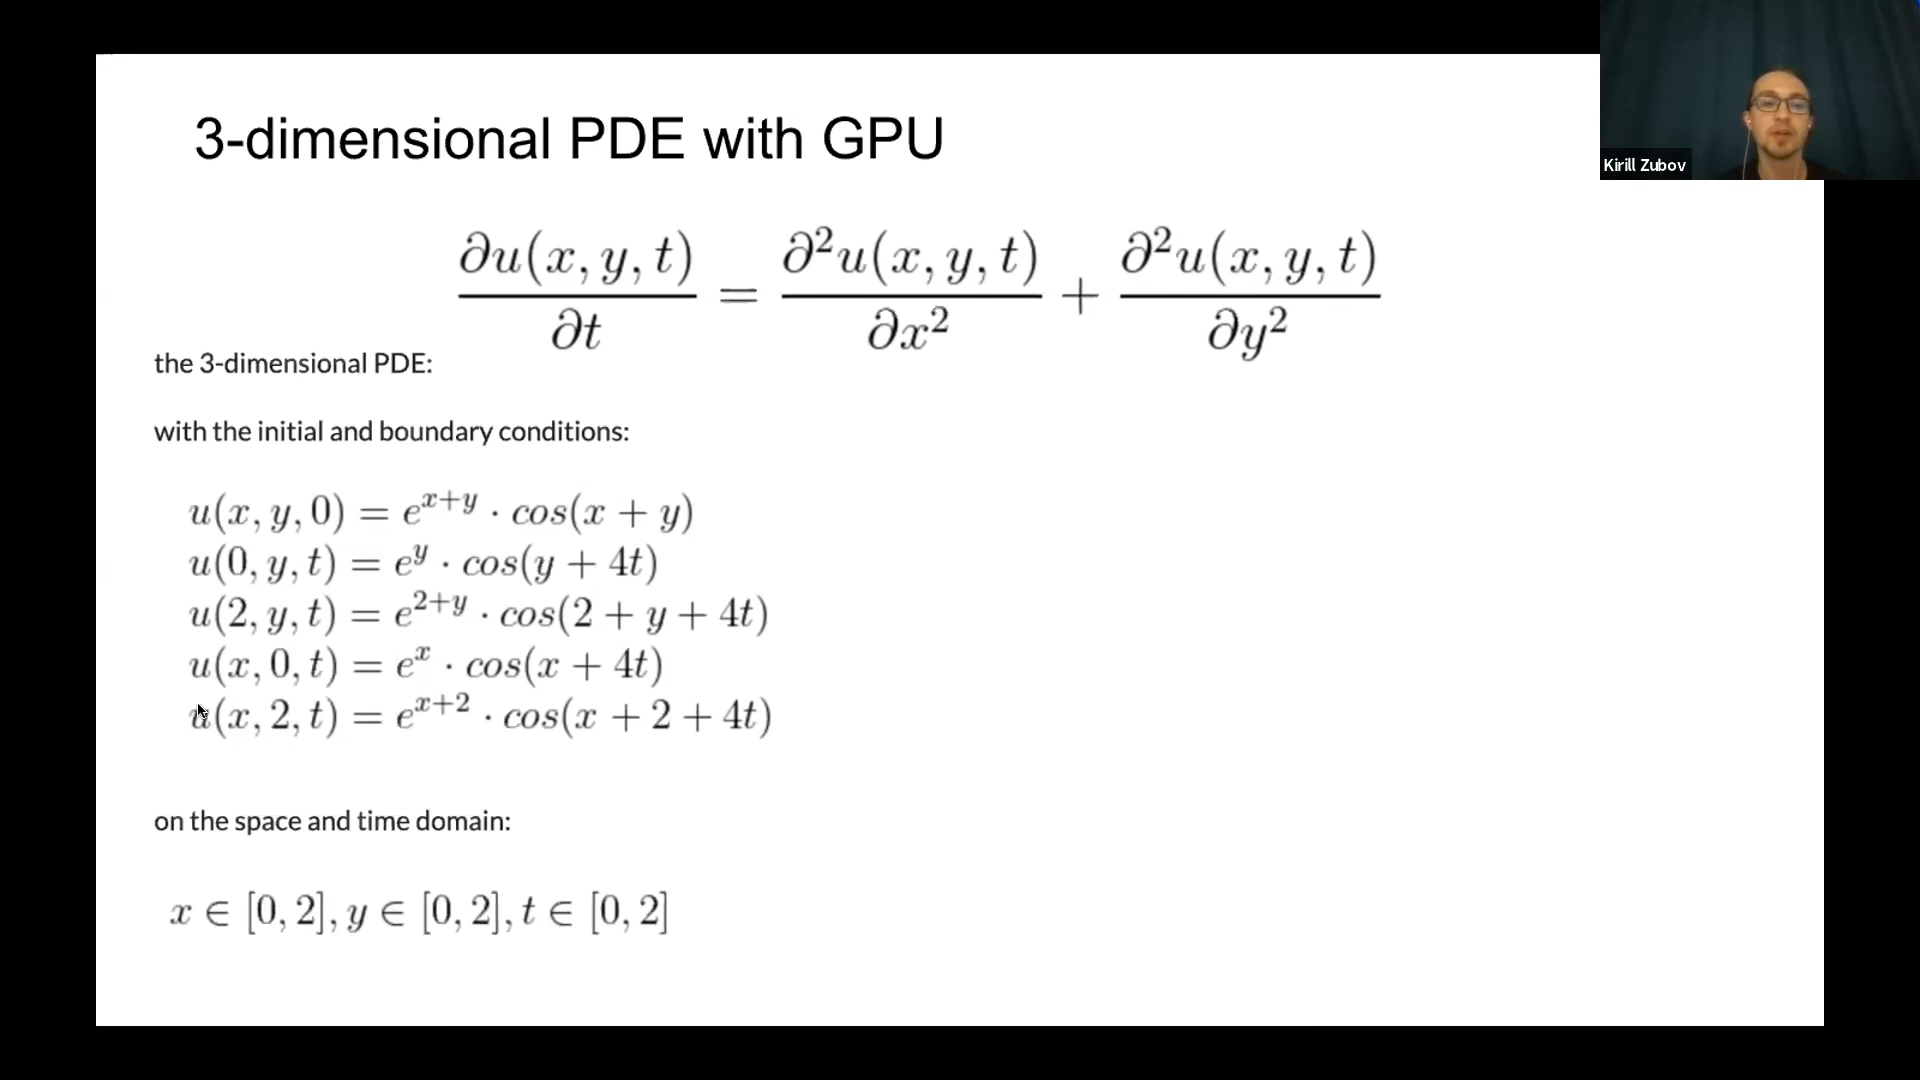 3-dimensional PDE with GPU
Kirill Zubov
∂u(x, y, t)/∂t = ∂²u(x, y, t)/∂x² + ∂²u(x, y, t)/∂y²
the 3-dimensional PDE:
with the initial and boundary conditions:
u(x, y, 0) = e^{x+y} · cos(x + y)
u(0, y, t) = e^{y} · cos(y + 4t)
u(2, y, t) = e^{2+y} · cos(2 + y + 4t)
u(x, 0, t) = e^{x} · cos(x + 4t)
u(x, 2, t) = e^{x+2} · cos(x + 2 + 4t)
on the space and time domain:
x ∈ [0, 2], y ∈ [0, 2], t ∈ [0, 2]